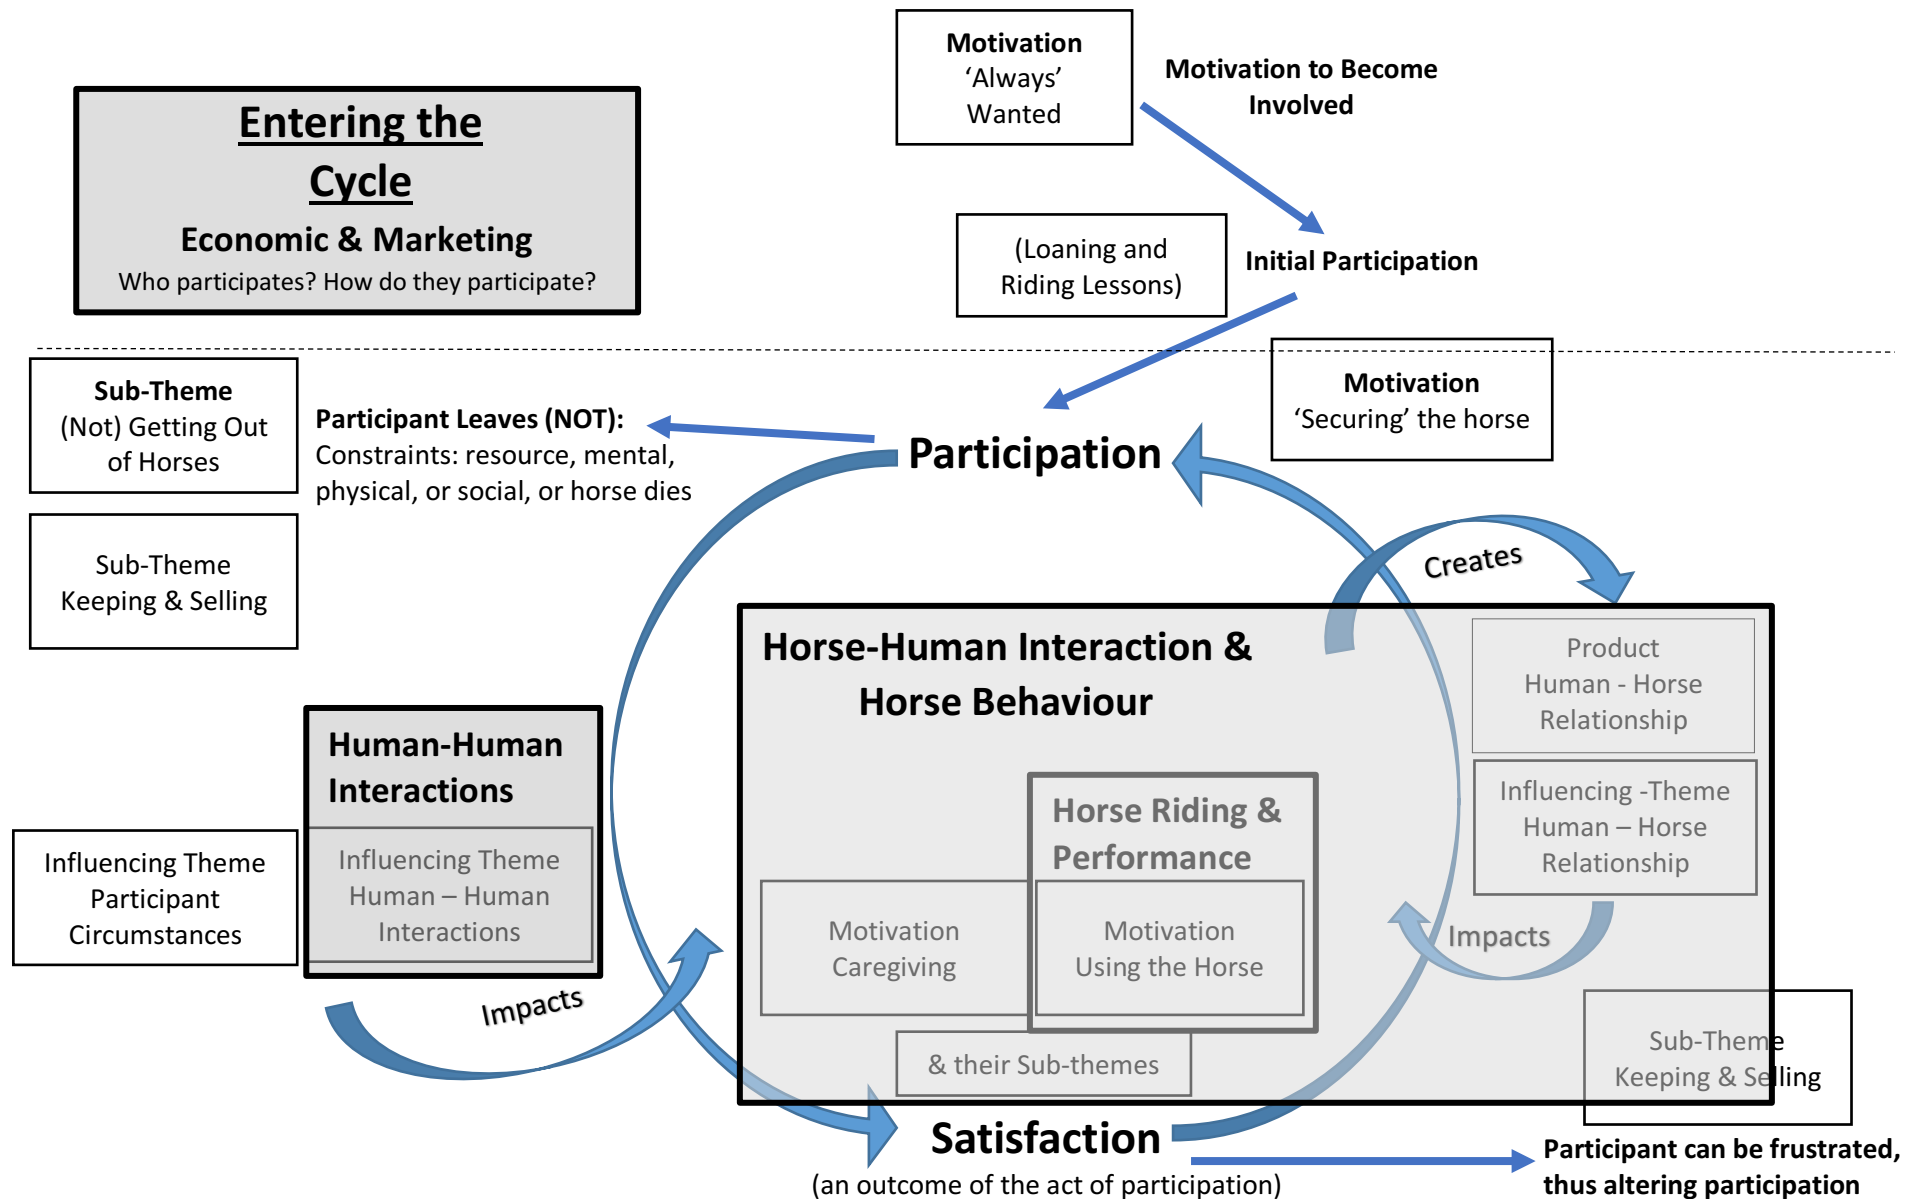 Motivation
‘Always’
Wanted
Motivation to Become
Involved
Entering the
Cycle
Economic & Marketing
Who participates? How do they participate?
(Loaning and
Riding Lessons)
Initial Participation
Sub-Theme
(Not) Getting Out
of Horses
Participant Leaves (NOT):
Constraints: resource, mental,
physical, or social, or horse dies
Participation
Motivation
‘Securing’ the horse
Sub-Theme
Keeping & Selling
Creates
Horse-Human Interaction &
Horse Behaviour
Product
Human - Horse
Relationship
Human-Human
Interactions
Influencing -Theme
Human – Horse
Relationship
Horse Riding &
Performance
Influencing Theme
Participant
Circumstances
Influencing Theme
Human – Human
Interactions
Motivation
Caregiving
Motivation
Using the Horse
Impacts
Impacts
& their Sub-themes
Sub-Theme
Keeping & Selling
Satisfaction
(an outcome of the act of participation)
Participant can be frustrated,
thus altering participation